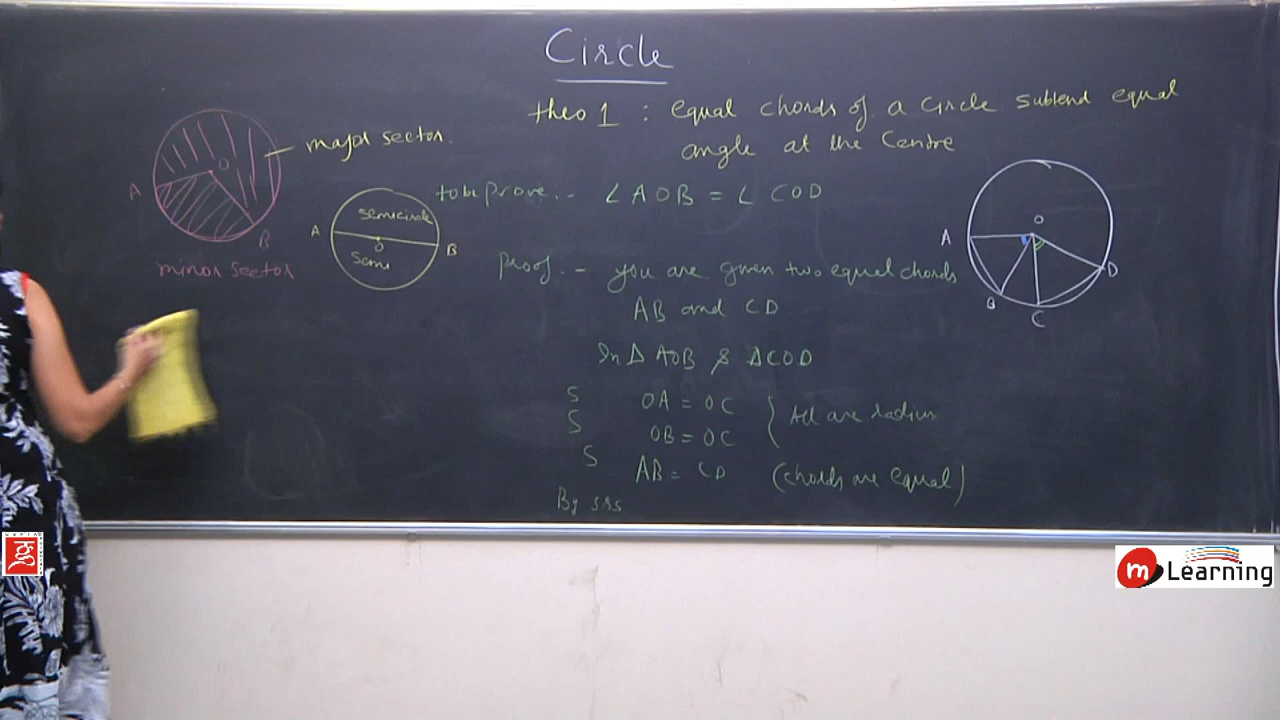 Circle
theo 1 : equal chords of a circle subtend equal
angle at the Centre
major sector.
O
A
B
minor sector
semicircle
A
O
B
Semi
to be prove.- ∠AOB = ∠COD
Proof.- you are given two equal chords
AB and CD
In Δ AOB & ΔCOD
S OA = OC
S OB = OC
All are radius
S AB = CD (chords are equal)
By sss
O
A
B
C
D
m Learning